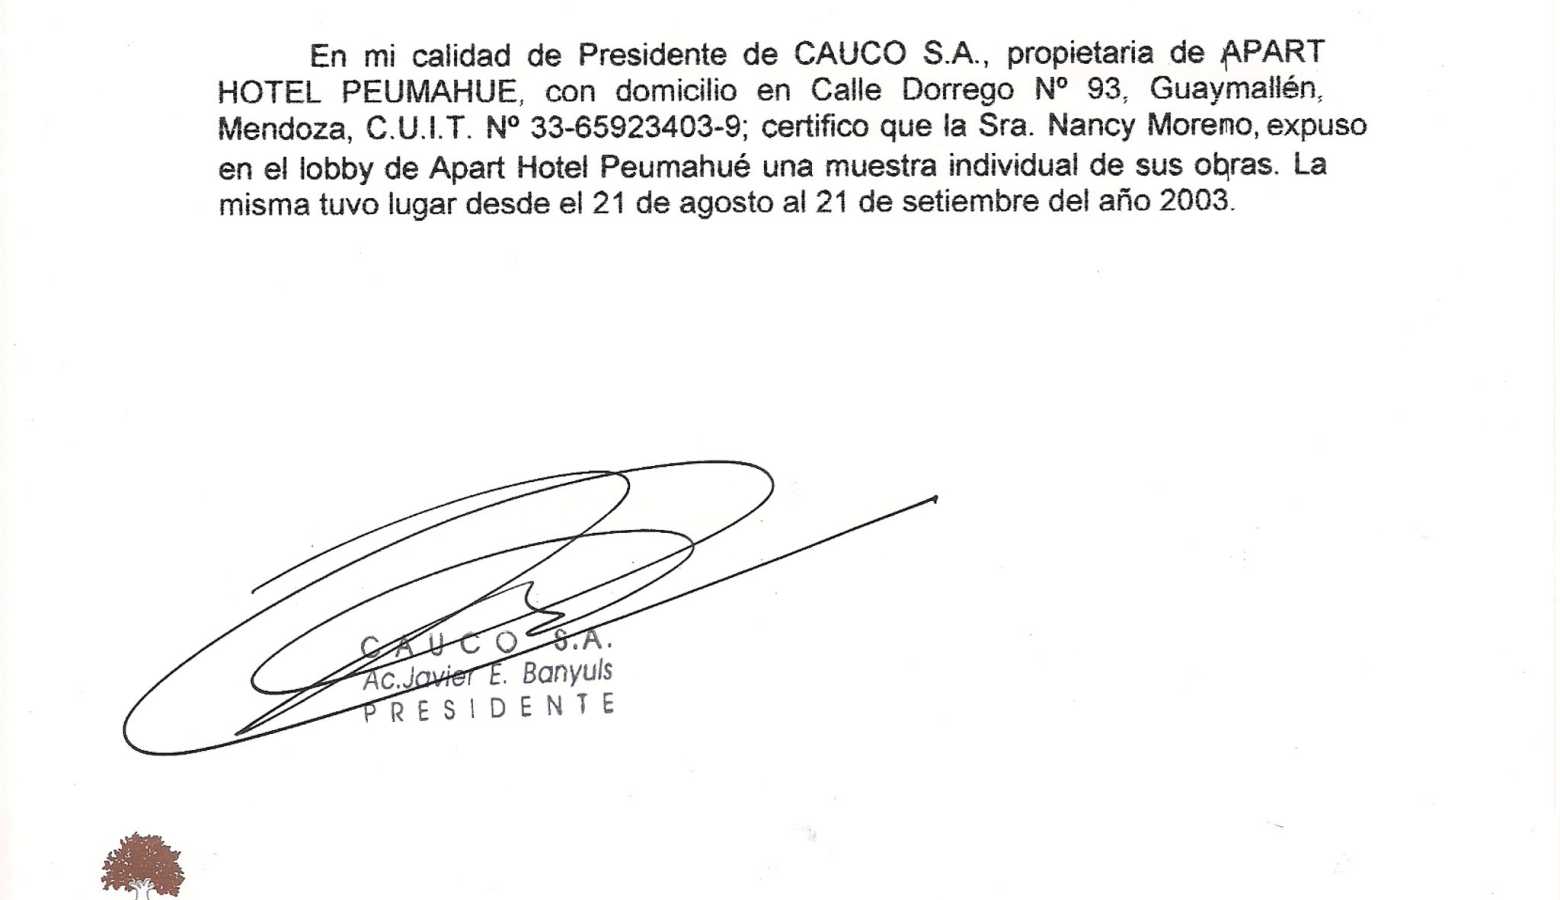 En mi calidad de Presidente de CAUCO S.A., propietaria de APART
HOTEL PEUMAHUE, con domicilio en Calle Dorrego Nº 93, Guaymallén,
Mendoza, C.U.I.T. Nº 33-65923403-9; certifico que la Sra. Nancy Moreno, expuso
en el lobby de Apart Hotel Peumahué una muestra individual de sus obras. La
misma tuvo lugar desde el 21 de agosto al 21 de setiembre del año 2003.
CAUCO S.A.
Ac.Javier E. Banyuls
PRESIDENTE